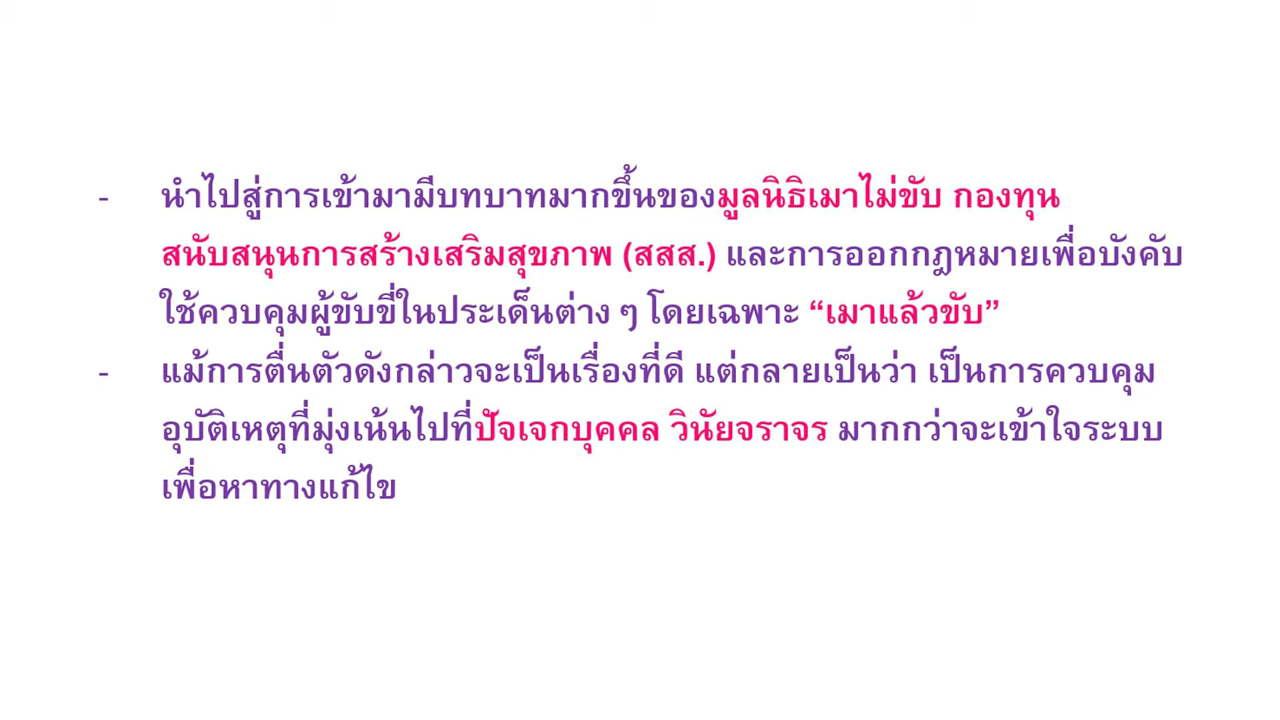 - นำไปสู่การเข้ามามีบทบาทมากขึ้นของมูลนิธิเมาไม่ขับ กองทุน
สนับสนุนการสร้างเสริมสุขภาพ (สสส.) และการออกกฎหมายเพื่อบังคับ
ใช้ควบคุมผู้ขับขี่ในประเด็นต่าง ๆ โดยเฉพาะ “เมาแล้วขับ”
- แม้การตื่นตัวดังกล่าวจะเป็นเรื่องที่ดี แต่กลายเป็นว่า เป็นการควบคุม
อุบัติเหตุที่มุ่งเน้นไปที่ปัจเจกบุคคล วินัยจราจร มากกว่าจะเข้าใจระบบ
เพื่อหาทางแก้ไข